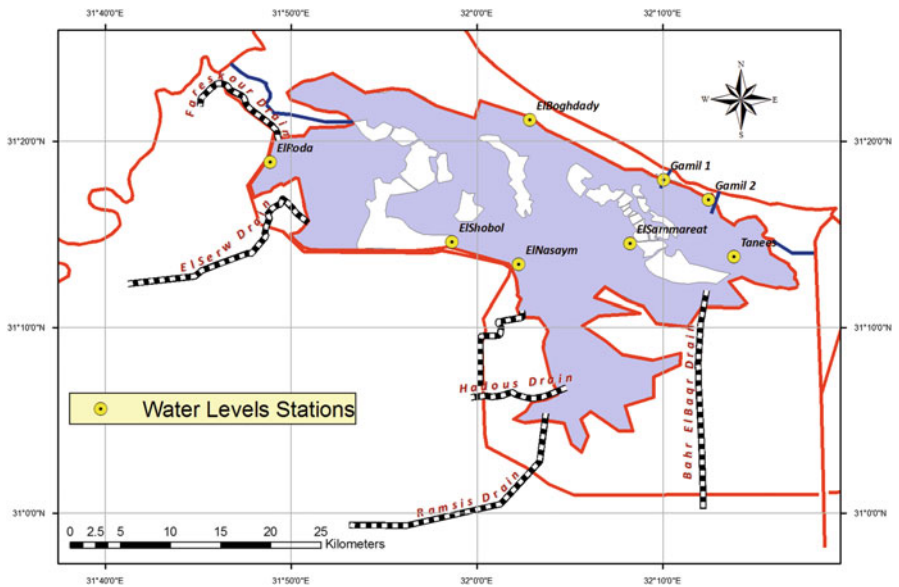 31°40'0"E 31°50'0"E 32°0'0"E 32°10'0"E
N
W E
S
Fareskour Drain
ElBoghdady
31°20'0"N 31°20'0"N
ElRoda
Gamil 1
Gamil 2
ElSerw Drain
ElShobol
ElSammareat
ElNasaym
Tanees
31°10'0"N 31°10'0"N
Hadous Drain
Bahr ElBaqr Drain
Water Levels Stations
Ramsis Drain
31°0'0"N 31°0'0"N
0 2.5 5 10 15 20 25
Kilometers
31°40'0"E 31°50'0"E 32°0'0"E 32°10'0"E